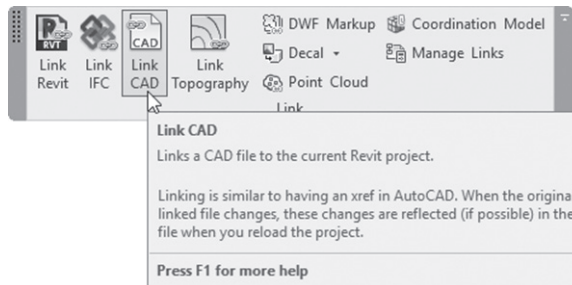 RVT
CAD
Link Revit
Link IFC
Link CAD
Link Topography
DWF Markup
Decal
Point Cloud
Coordination Model
Manage Links
Link
Link CAD
Links a CAD file to the current Revit project.
Linking is similar to having an xref in AutoCAD. When the origina
linked file changes, these changes are reflected (if possible) in the
file when you reload the project.
Press F1 for more help